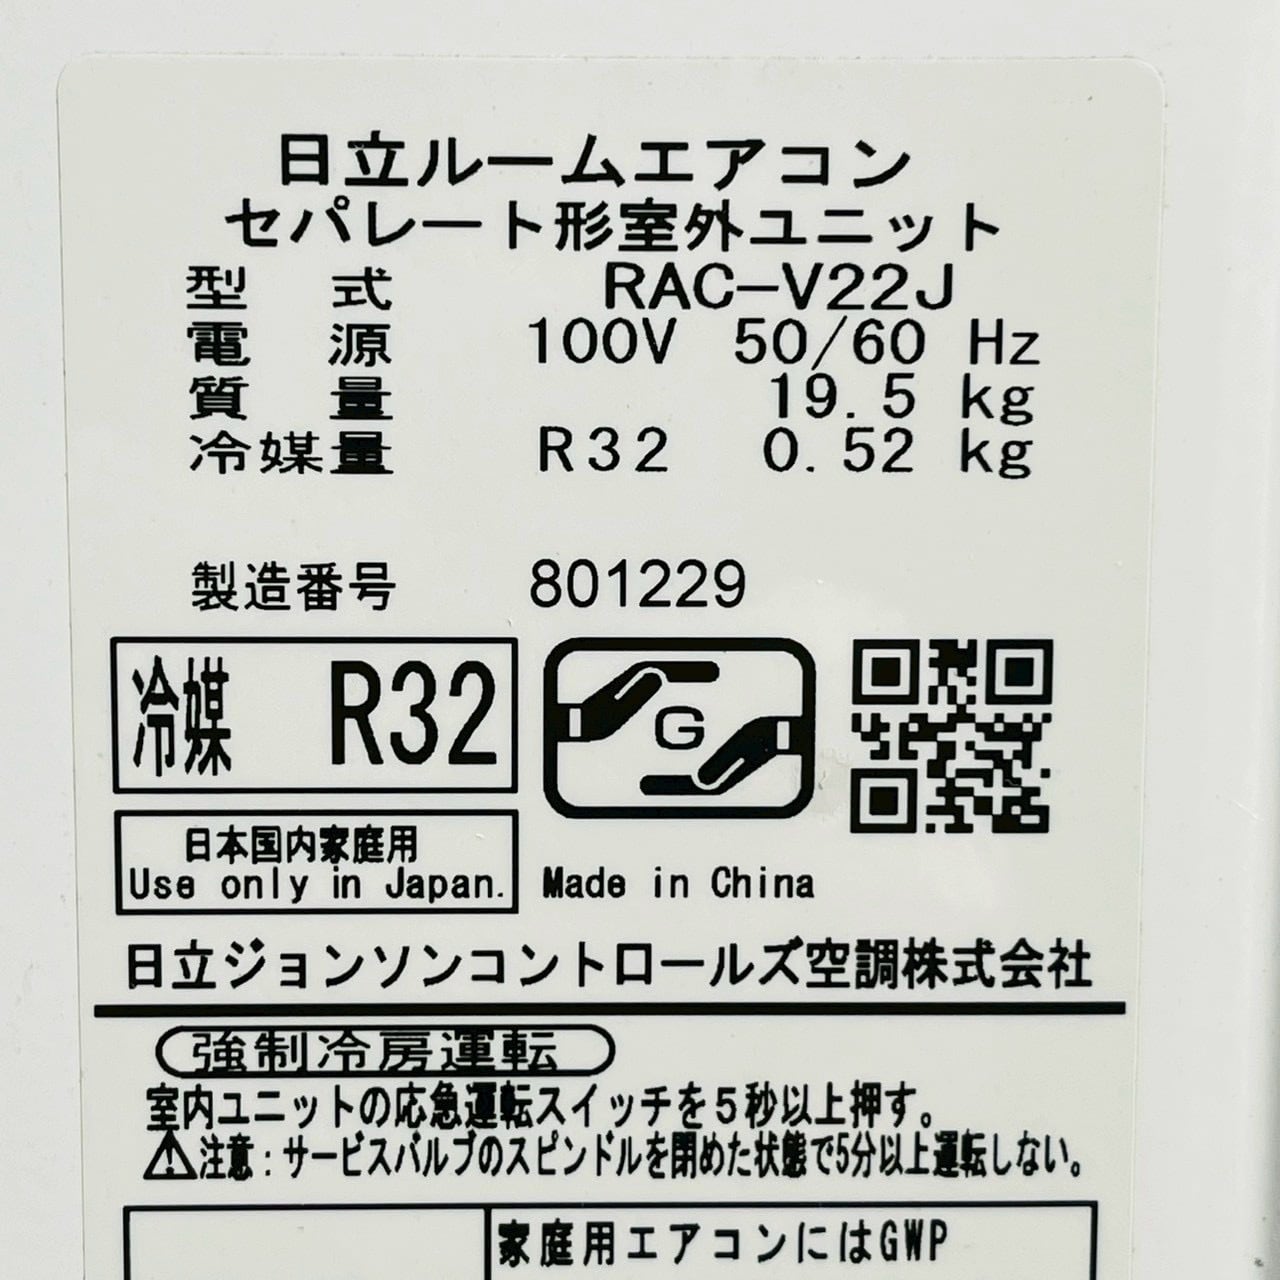 日立ルームエアコン
セパレート形室外ユニット
型式 RAC-V22J
電源 100V 50/60 Hz
質量 19.5 kg
冷媒量 R32 0.52 kg
製造番号 801229
冷媒 R32
G
日本国内家庭用
Use only in Japan.
Made in China
日立ジョンソンコントロールズ空調株式会社
強制冷房運転
室内ユニットの応急運転スイッチを5秒以上押す。
⚠注意：サービスバルブのスピンドルを閉めた状態で5分以上運転しない。
家庭用エアコンにはGWP